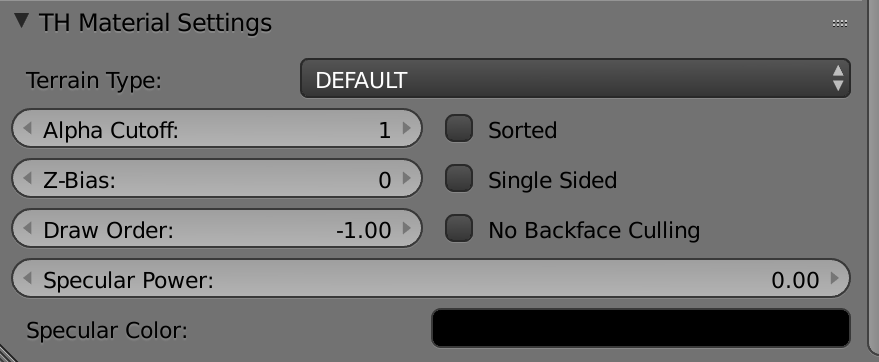 TH Material Settings
Terrain Type: DEFAULT
Alpha Cutoff: 1 Sorted
Z-Bias: 0 Single Sided
Draw Order: -1.00 No Backface Culling
Specular Power: 0.00
Specular Color: